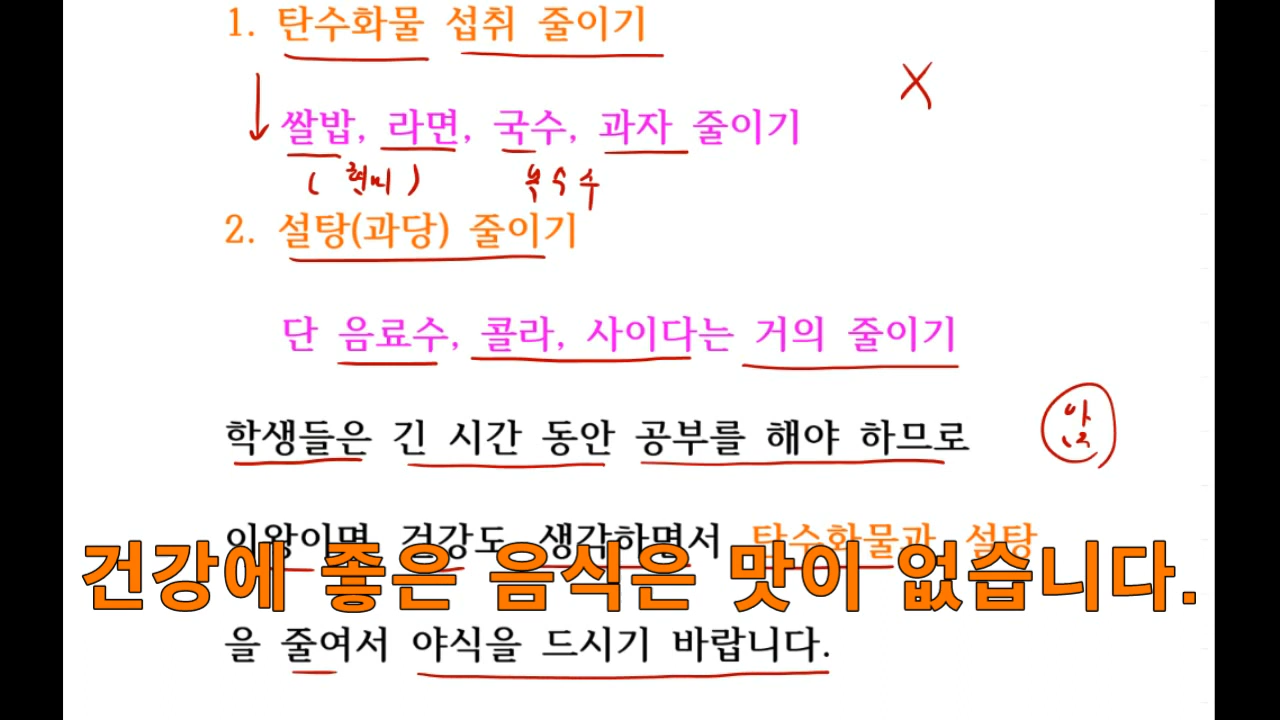 1. 탄수화물 섭취 줄이기
쌀밥, 라면, 국수, 과자 줄이기
(현미)
2. 설탕(과당) 줄이기
단 음료수, 콜라, 사이다는 거의 줄이기
학생들은 긴 시간 동안 공부를 해야 하므로
암
이왕이면 건강도 생각하면서 탄수화물과 설탕
건강에 좋은 음식은 맛이 없습니다.
을 줄여서 야식을 드시기 바랍니다.